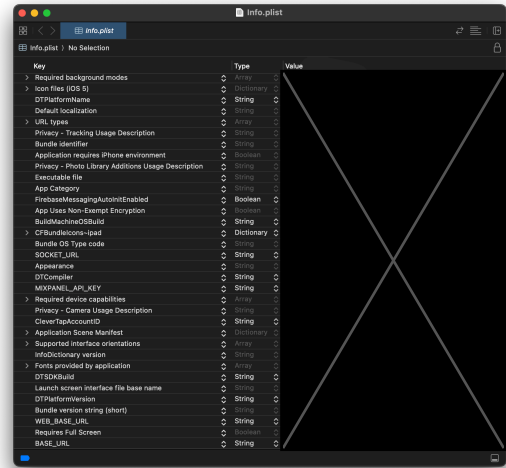 Info.plist
Info.plist
Info.plist 〉 No Selection
Key Type Value
Required background modes Array
Icon files (iOS 5) Dictionary
DTPlatformName String
Default localization String
URL types Array
Privacy - Tracking Usage Description String
Bundle identifier String
Application requires iPhone environment Boolean
Privacy - Photo Library Additions Usage Description String
Executable file String
App Category String
FirebaseMessagingAutoInitEnabled Boolean
App Uses Non-Exempt Encryption Boolean
BuildMachineOSBuild String
CFBundleIcons~ipad Dictionary
Bundle OS Type code String
SOCKET_URL String
Appearance String
DTCompiler String
MIXPANEL_API_KEY String
Required device capabilities Array
Privacy - Camera Usage Description String
CleverTapAccountID String
Application Scene Manifest Dictionary
Supported interface orientations Array
InfoDictionary version String
Fonts provided by application Array
DTSDKBuild String
Launch screen interface file base name String
DTPlatformVersion String
Bundle version string (short) String
WEB_BASE_URL String
Requires Full Screen Boolean
BASE_URL String